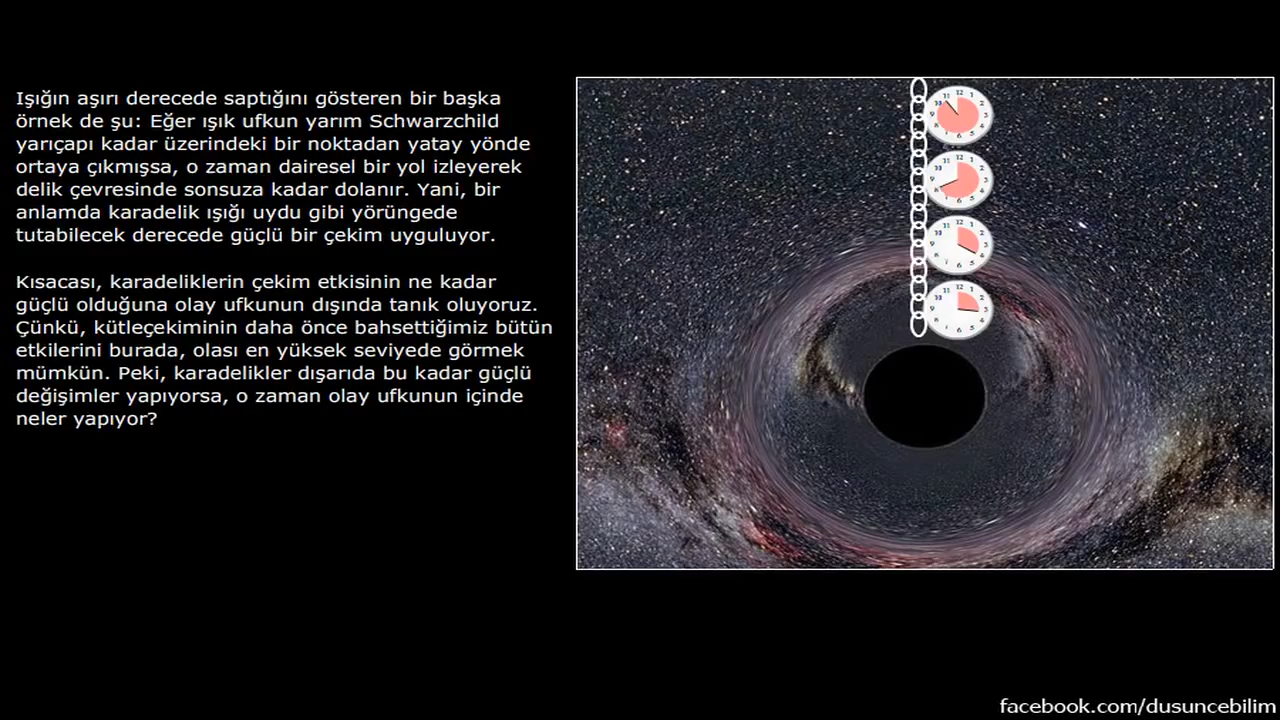 Işığın aşırı derecede saptığını gösteren bir başka
örnek de şu: Eğer ışık ufkun yarım Schwarzchild
yarıçapı kadar üzerindeki bir noktadan yatay yönde
ortaya çıkmışsa, o zaman dairesel bir yol izleyerek
delik çevresinde sonsuza kadar dolanır. Yani, bir
anlamda karadelik ışığı uydu gibi yörüngede
tutabilecek derecede güçlü bir çekim uyguluyor.
Kısacası, karadeliklerin çekim etkisinin ne kadar
güçlü olduğuna olay ufkunun dışında tanık oluyoruz.
Çünkü, kütleçekiminin daha önce bahsettiğimiz bütün
etkilerini burada, olası en yüksek seviyede görmek
mümkün. Peki, karadelikler dışarıda bu kadar güçlü
değişimler yapıyorsa, o zaman olay ufkunun içinde
neler yapıyor?
facebook.com/dusuncebilim